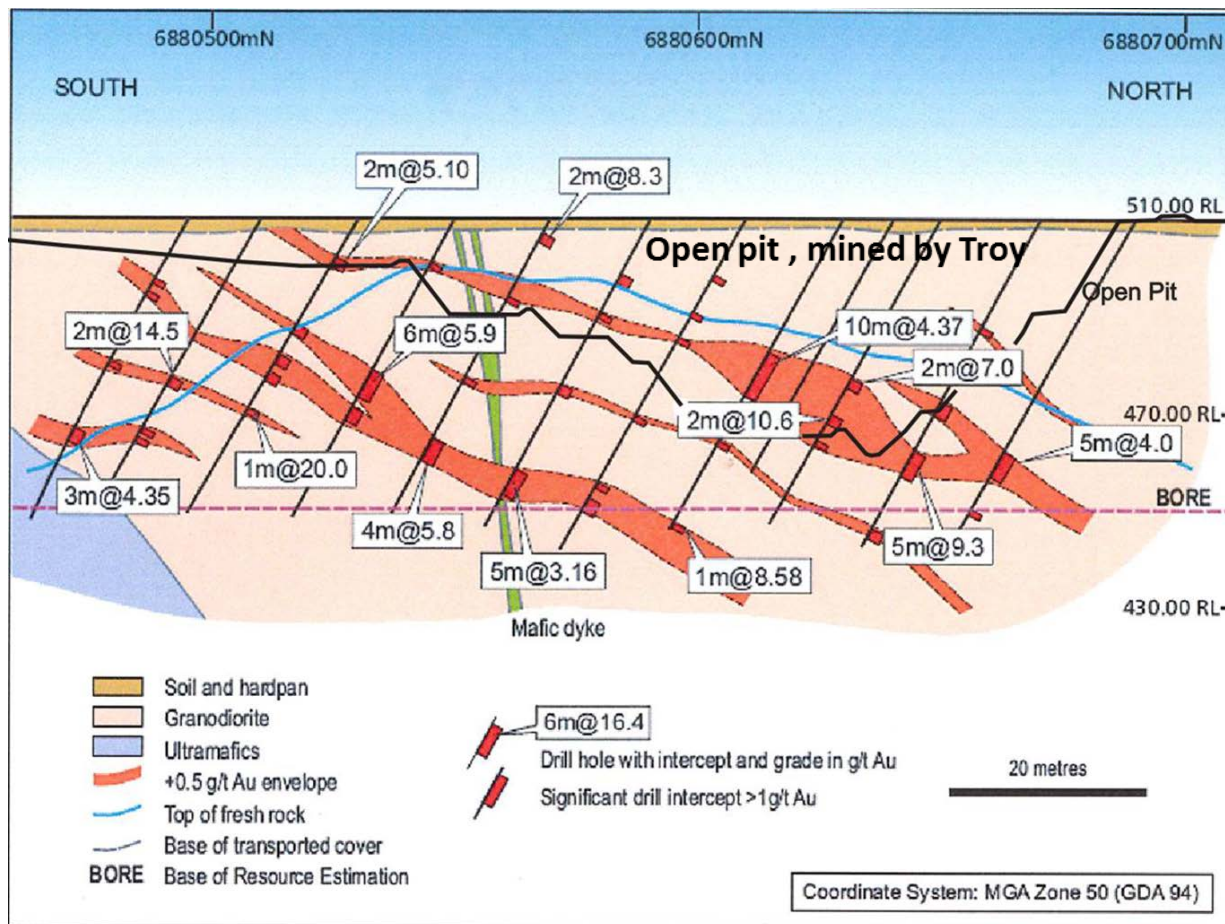 6880500mN
6880600mN
6880700mN
SOUTH
NORTH
2m@5.10
2m@8.3
510.00 RL
Open pit , mined by Troy
Open Pit
2m@14.5
6m@5.9
10m@4.37
2m@7.0
2m@10.6
470.00 RL
5m@4.0
1m@20.0
3m@4.35
BORE
4m@5.8
5m@3.16
5m@9.3
1m@8.58
430.00 RL
Mafic dyke
Soil and hardpan
Granodiorite
Ultramafics
+0.5 g/t Au envelope
Top of fresh rock
Base of transported cover
BORE Base of Resource Estimation
6m@16.4
Drill hole with intercept and grade in g/t Au
Significant drill intercept >1g/t Au
20 metres
Coordinate System: MGA Zone 50 (GDA 94)